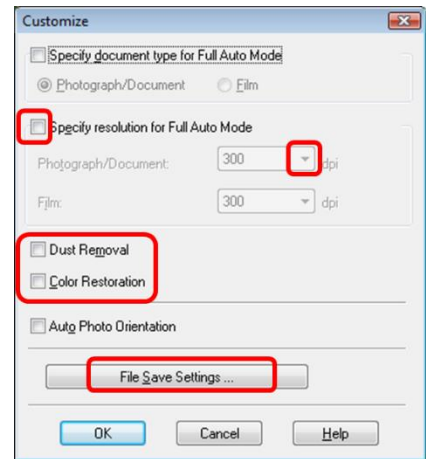 Customize
Specify document type for Full Auto Mode
Photograph/Document Film
Specify resolution for Full Auto Mode
Photograph/Document: 300 dpi
Film: 300 dpi
Dust Removal
Color Restoration
Auto Photo Orientation
File Save Settings ...
OK Cancel Help